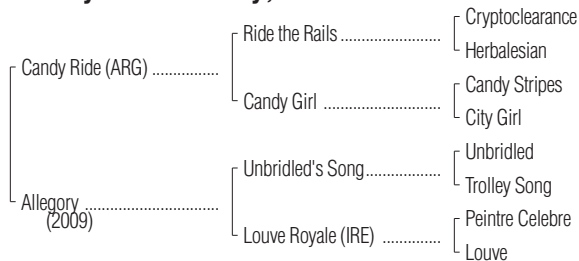 Cryptoclearance
Ride the Rails
Herbalesian
Candy Ride (ARG)
Candy Stripes
Candy Girl
City Girl
Unbridled
Unbridled's Song
Trolley Song
Allegory
(2009)
Peintre Celebre
Louve Royale (IRE)
Louve